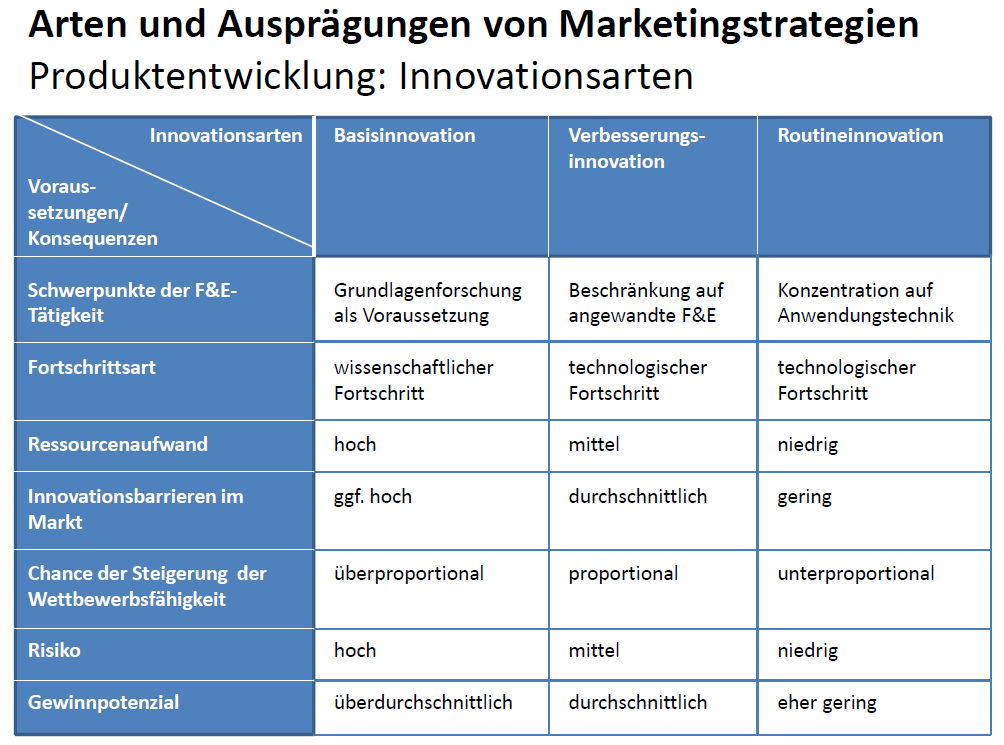 Arten und Ausprägungen von Marketingstrategien
Produktentwicklung: Innovationsarten
Innovationsarten
Voraus-
setzungen/
Konsequenzen
Basisinnovation
Verbesserungs-
innovation
Routineinnovation
Schwerpunkte der F&E-
Tätigkeit
Grundlagenforschung
als Voraussetzung
Beschränkung auf
angewandte F&E
Konzentration auf
Anwendungstechnik
Fortschrittsart
wissenschaftlicher
Fortschritt
technologischer
Fortschritt
technologischer
Fortschritt
Ressourcenaufwand
hoch
mittel
niedrig
Innovationsbarrieren im
Markt
ggf. hoch
durchschnittlich
gering
Chance der Steigerung der
Wettbewerbsfähigkeit
überproportional
proportional
unterproportional
Risiko
hoch
mittel
niedrig
Gewinnpotenzial
überdurchschnittlich
durchschnittlich
eher gering